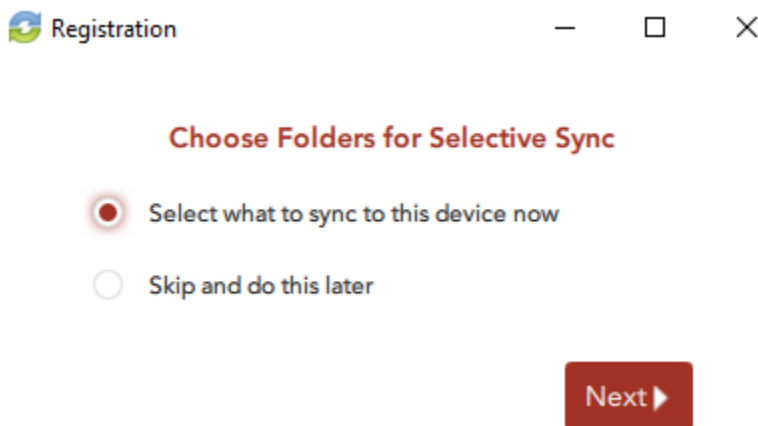 Registration
Choose Folders for Selective Sync
Select what to sync to this device now
Skip and do this later
Next